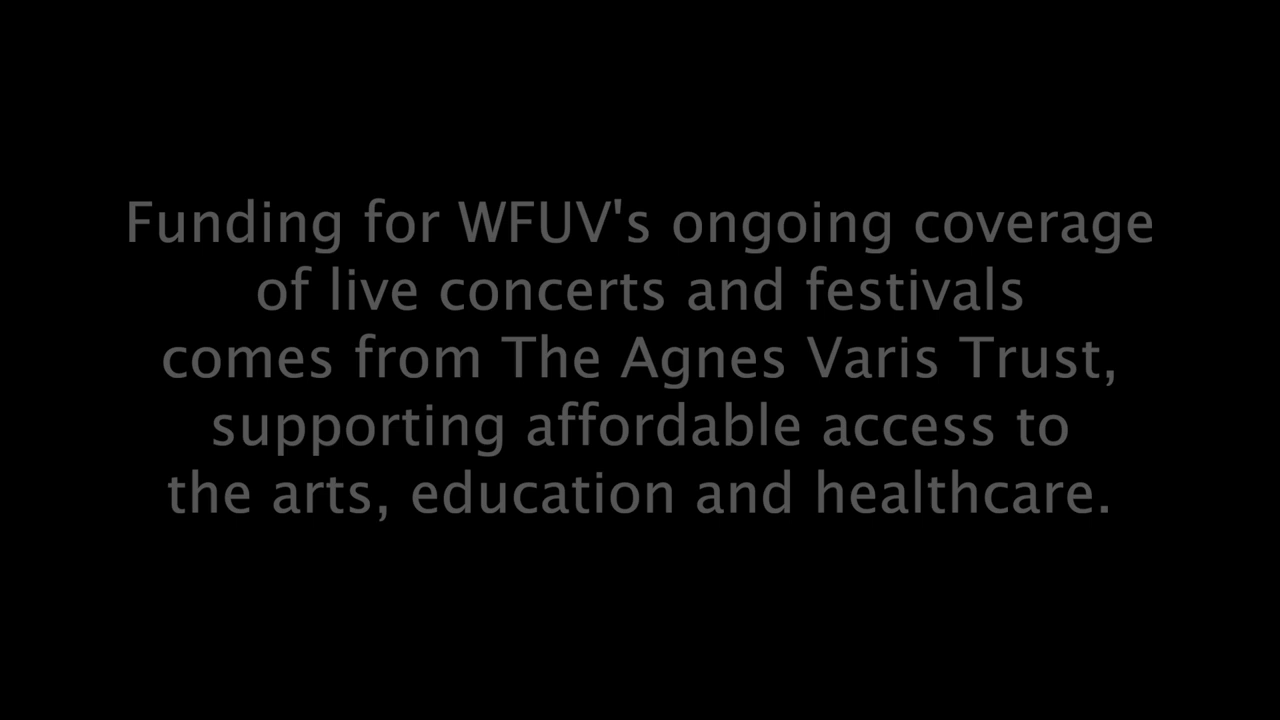 Funding for WFUV's ongoing coverage
of live concerts and festivals
comes from The Agnes Varis Trust,
supporting affordable access to
the arts, education and healthcare.